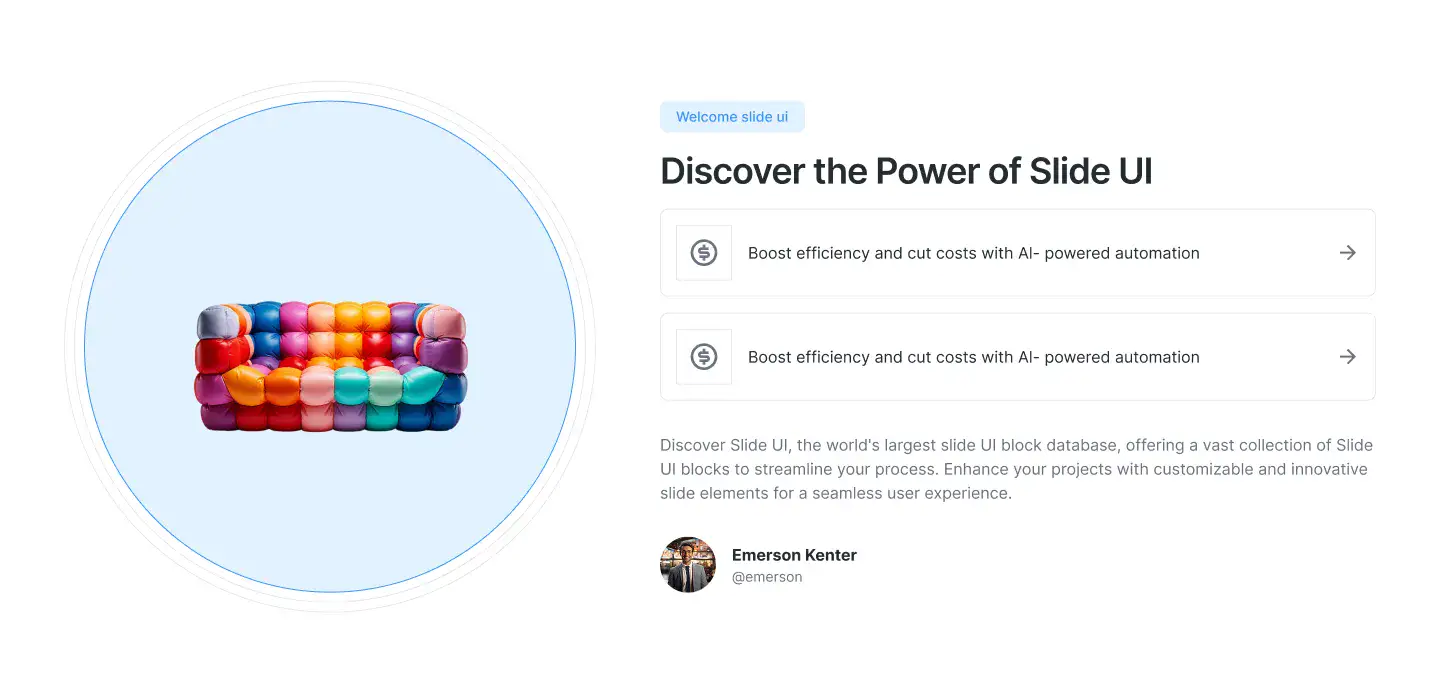 Welcome slide ui
Discover the Power of Slide UI
Boost efficiency and cut costs with AI- powered automation
Boost efficiency and cut costs with AI- powered automation
Discover Slide UI, the world's largest slide UI block database, offering a vast collection of Slide
UI blocks to streamline your process. Enhance your projects with customizable and innovative
slide elements for a seamless user experience.
Emerson Kenter
@emerson